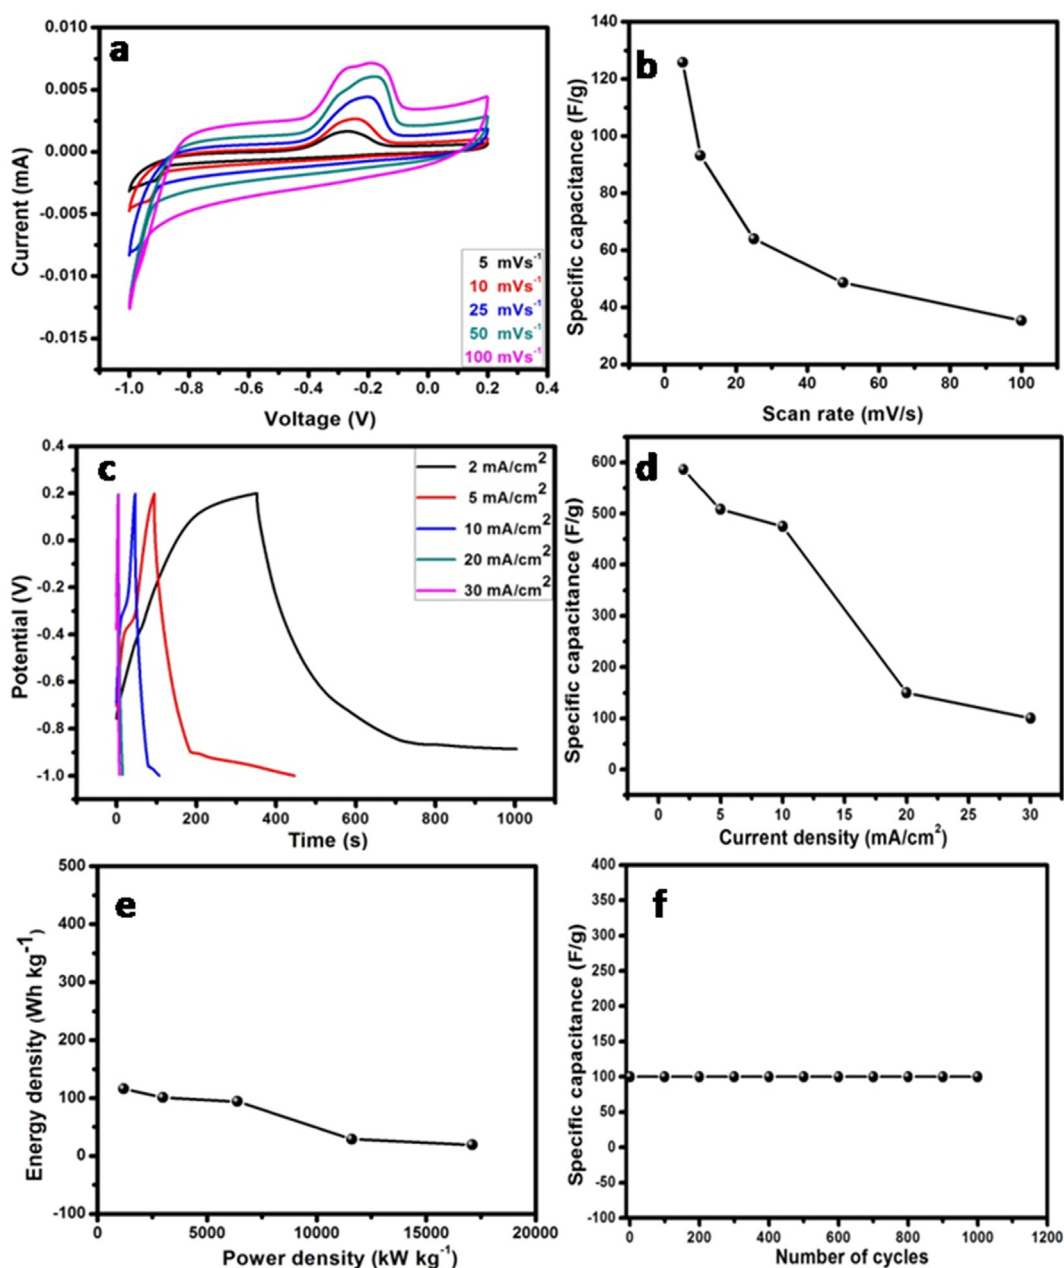 a
0.010
0.005
0.000
-0.005
-0.010
-0.015
Current (mA)
-1.0 -0.8 -0.6 -0.4 -0.2 0.0 0.2 0.4
Voltage (V)
5 mVs⁻¹
10 mVs⁻¹
25 mVs⁻¹
50 mVs⁻¹
100 mVs⁻¹
b
140
120
100
80
60
40
20
Specific capacitance (F/g)
0 20 40 60 80 100
Scan rate (mV/s)
c
0.4
0.2
0.0
-0.2
-0.4
-0.6
-0.8
-1.0
Potential (V)
0 200 400 600 800 1000
Time (s)
2 mA/cm²
5 mA/cm²
10 mA/cm²
20 mA/cm²
30 mA/cm²
d
600
500
400
300
200
100
0
Specific capacitance (F/g)
0 5 10 15 20 25 30
Current density (mA/cm²)
e
500
400
300
200
100
0
-100
Energy density (Wh kg⁻¹)
0 5000 10000 15000 20000
Power density (kW kg⁻¹)
f
400
350
300
250
200
150
100
50
0
-50
-100
Specific capacitance (F/g)
0 200 400 600 800 1000 1200
Number of cycles